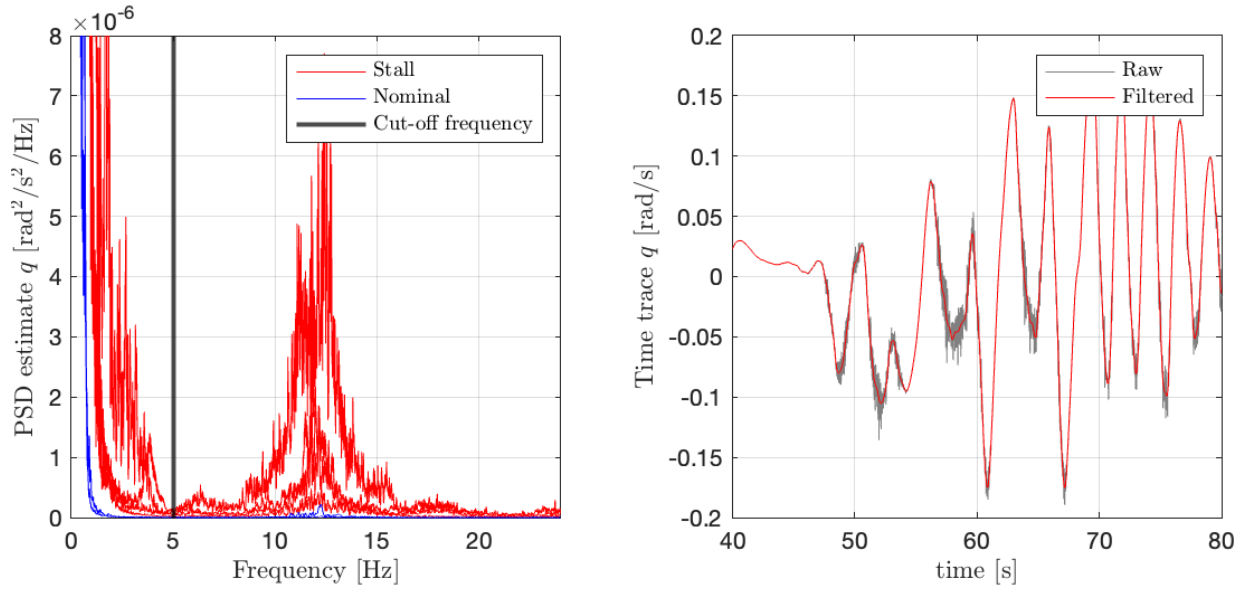 ×10⁻⁶
8
7
6
5
4
3
2
1
0
PSD estimate q [rad²/s²/Hz]
Stall
Nominal
Cut-off frequency
0 5 10 15 20
Frequency [Hz]
0.2
0.15
0.1
0.05
0
-0.05
-0.1
-0.15
-0.2
Time trace q [rad/s]
Raw
Filtered
40 50 60 70 80
time [s]